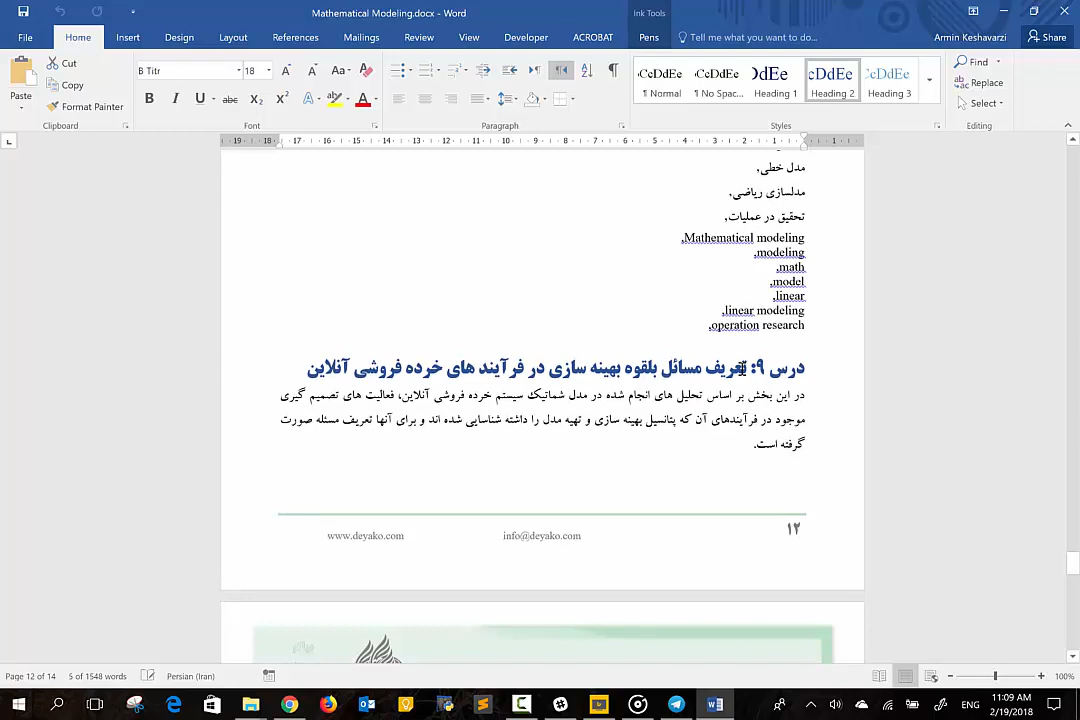 Mathematical Modeling.docx - Word
Ink Tools
File
Home
Insert
Design
Layout
References
Mailings
Review
View
Developer
ACROBAT
Pens
Tell me what you want to do...
Armin Keshavarzi
Share
Paste
Cut
Copy
Format Painter
Clipboard
B Titr
18
Font
Paragraph
¶ Normal
¶ No Spac...
Heading 1
Heading 2
Heading 3
Styles
Find
Replace
Select
Editing
مدل خطی,
مدلسازی ریاضی,
تحقیق در عملیات,
,Mathematical modeling
,modeling
,math
,model
,linear
,linear modeling
,operation research
درس ۹: تعریف مسائل بلقوه بهینه سازی در فرآیند های خرده فروشی آنلاین
در این بخش بر اساس تحلیل های انجام شده در مدل شماتیک سیستم خرده فروشی آنلاین، فعالیت های تصمیم گیری
موجود در فرآیندهای آن که پتانسیل بهینه سازی و تهیه مدل را داشته شناسایی شده اند و برای آنها تعریف مسئله صورت
گرفته است.
۱۲
info@deyako.com
www.deyako.com
Page 12 of 14
5 of 1548 words
Persian (Iran)
100%
ENG
11:09 AM
2/19/2018